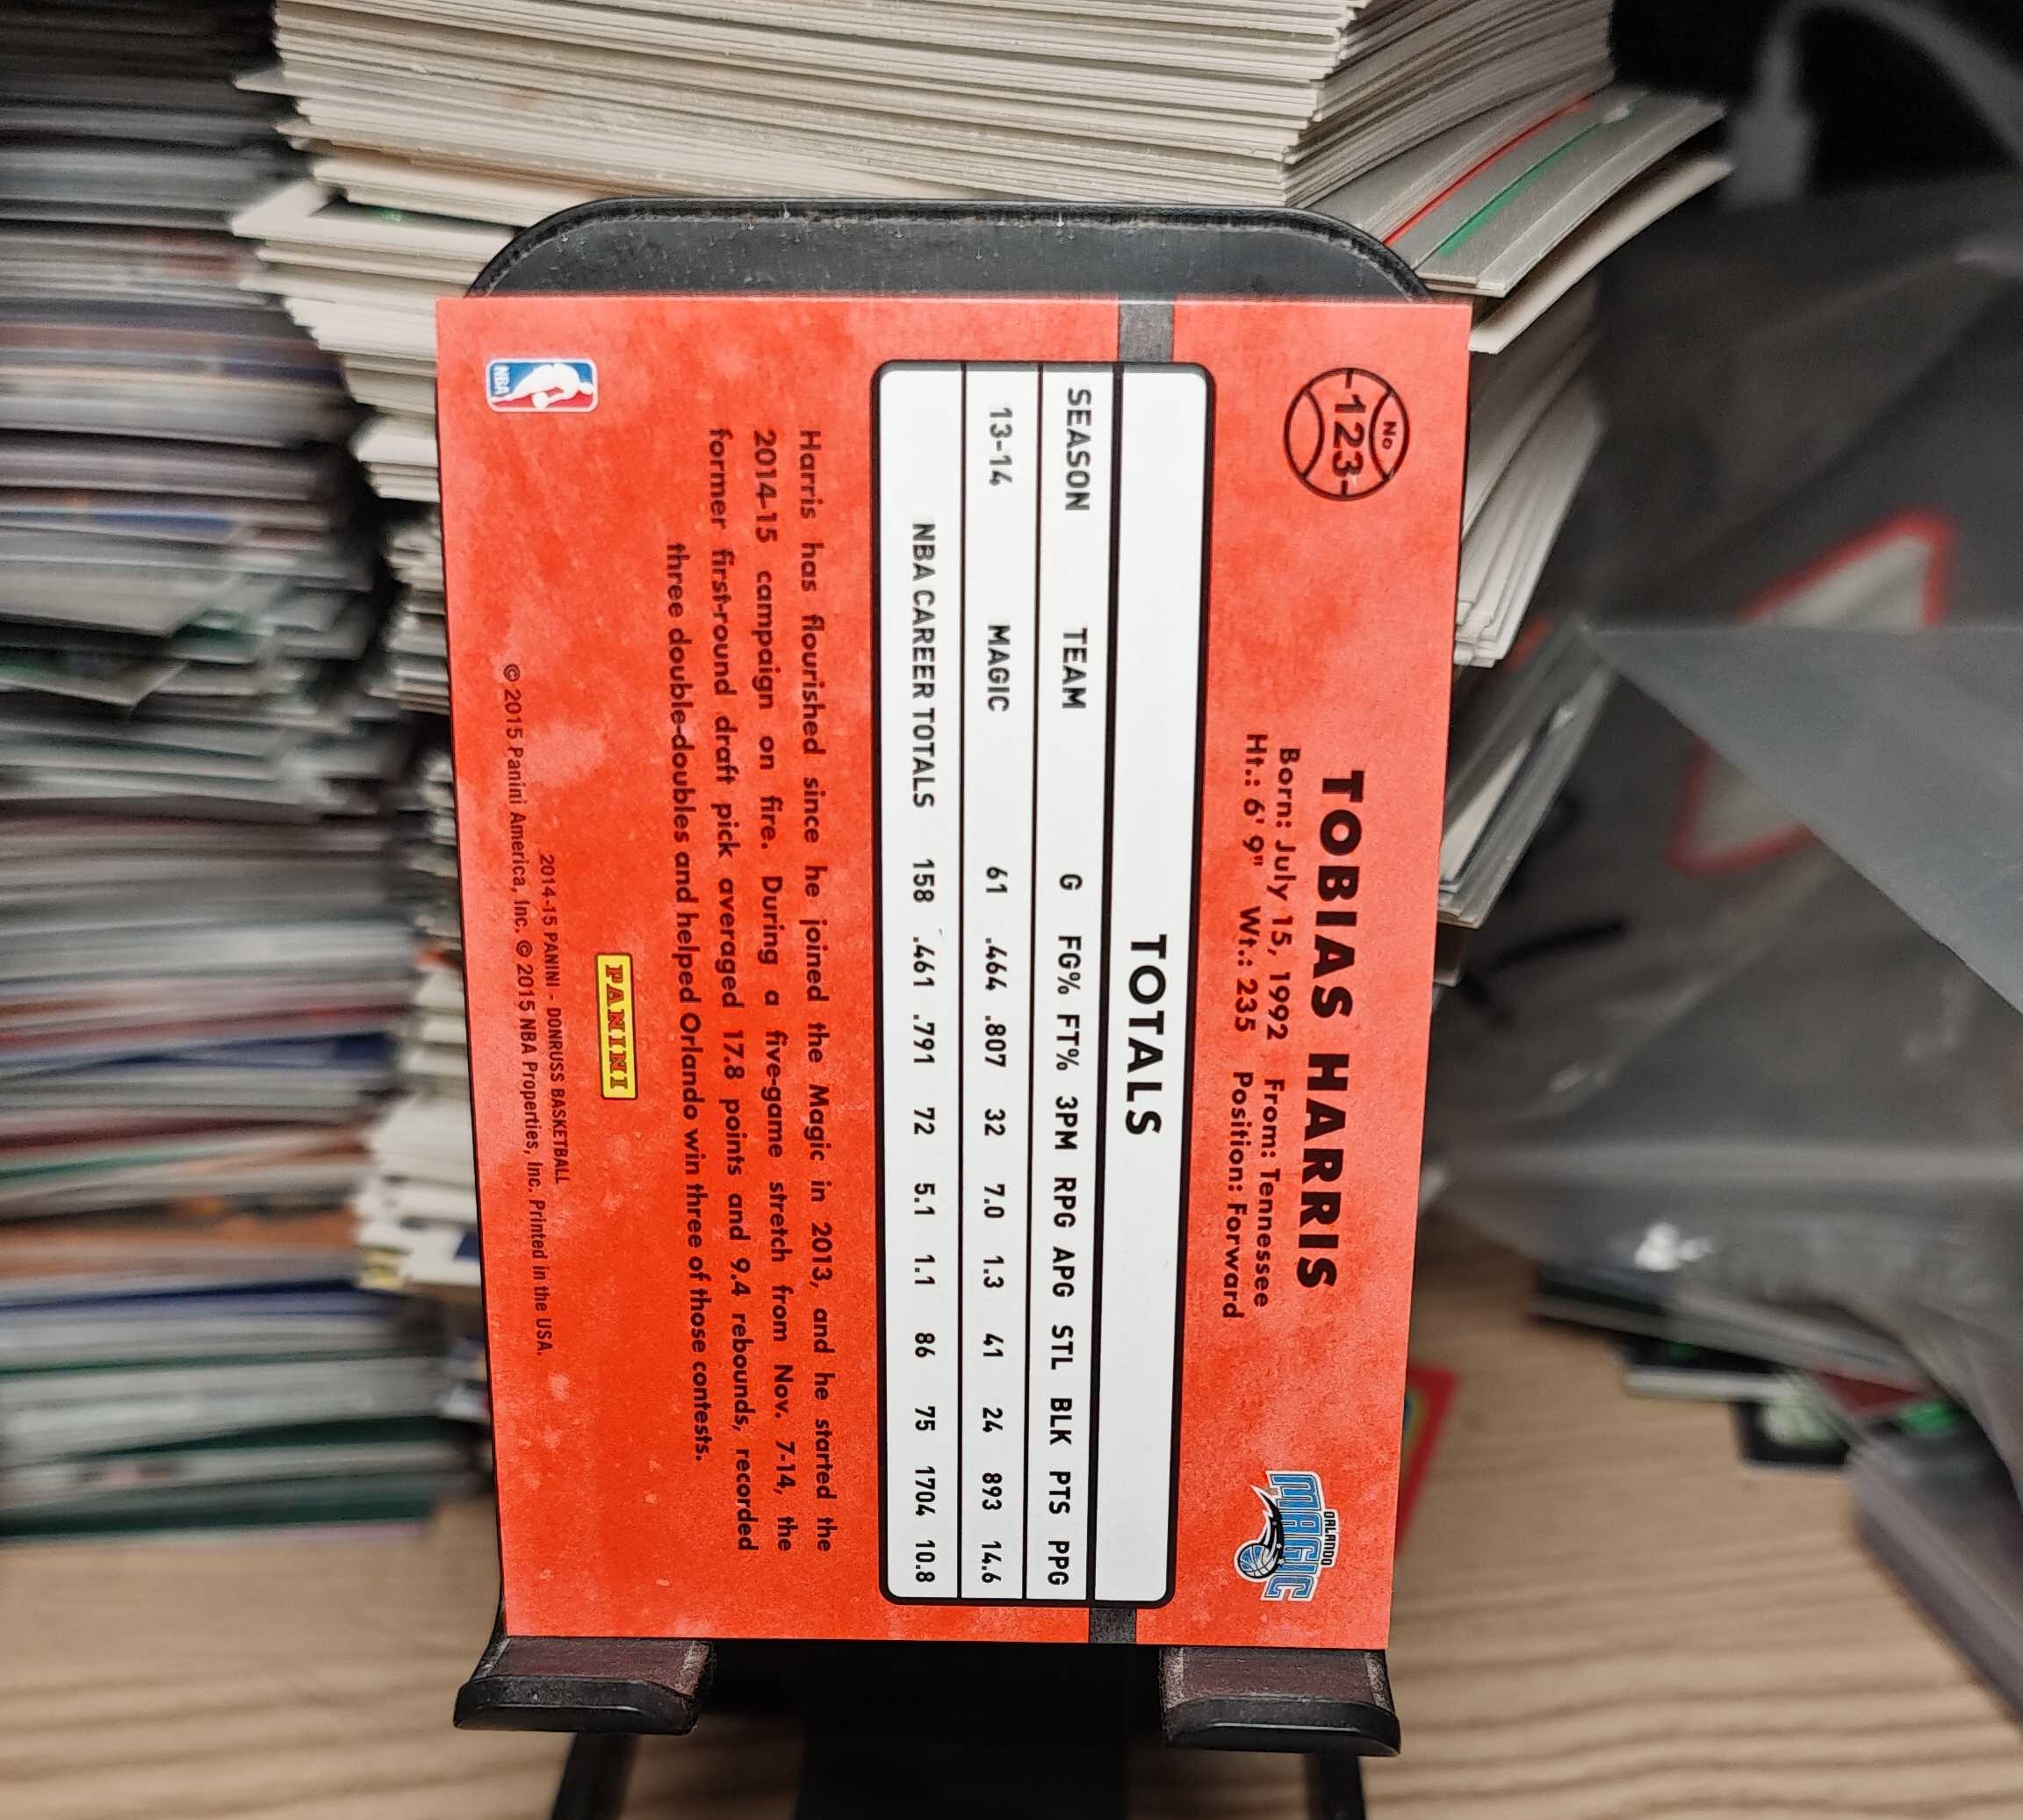 No
-123-
TOBIAS HARRIS
Born: July 15, 1992 From: Tennessee
Ht.: 6' 9" Wt.: 235 Position: Forward
ORLANDO
MAGIC
TOTALS
SEASON TEAM G FG% FT% 3PM RPG APG STL BLK PTS PPG
13-14 MAGIC 61 .464 .807 32 7.0 1.3 41 24 893 14.6
NBA CAREER TOTALS 158 .461 .791 72 5.1 1.1 86 75 1704 10.8
Harris has flourished since he joined the Magic in 2013, and he started the
2014-15 campaign on fire. During a five-game stretch from Nov. 7-14, the
former first-round draft pick averaged 17.8 points and 9.4 rebounds, recorded
three double-doubles and helped Orlando win three of those contests.
PANINI
2014-15 PANINI - DONRUSS BASKETBALL
© 2015 Panini America, Inc. © 2015 NBA Properties, Inc. Printed in the USA.
NBA